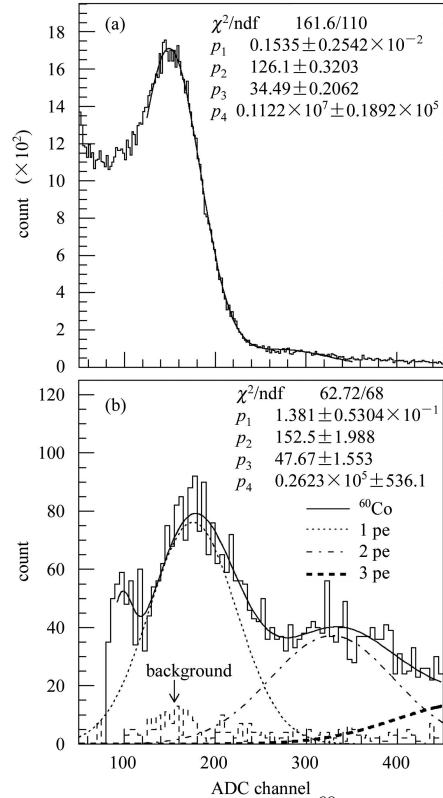 (a)
χ²/ndf 161.6/110
p₁ 0.1535±0.2542×10⁻²
p₂ 126.1±0.3203
p₃ 34.49±0.2062
p₄ 0.1122×10⁷±0.1892×10⁵
count (×10²)
18
16
14
12
10
8
6
4
2
0
(b)
χ²/ndf 62.72/68
p₁ 1.381±0.5304×10⁻¹
p₂ 152.5±1.988
p₃ 47.67±1.553
p₄ 0.2623×10⁵±536.1
⁶⁰Co
1 pe
2 pe
3 pe
count
120
100
80
60
40
20
0
background
100 200 300 400
ADC channel